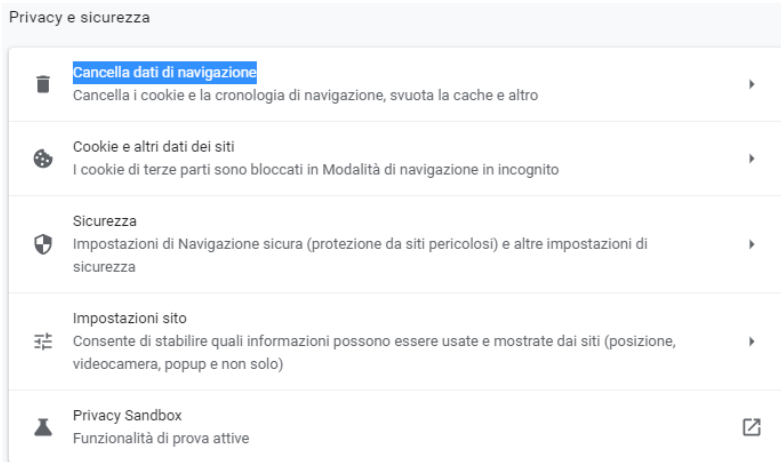 Privacy e sicurezza
Cancella dati di navigazione
Cancella i cookie e la cronologia di navigazione, svuota la cache e altro
Cookie e altri dati dei siti
I cookie di terze parti sono bloccati in Modalità di navigazione in incognito
Sicurezza
Impostazioni di Navigazione sicura (protezione da siti pericolosi) e altre impostazioni di
sicurezza
Impostazioni sito
Consente di stabilire quali informazioni possono essere usate e mostrate dai siti (posizione,
videocamera, popup e non solo)
Privacy Sandbox
Funzionalità di prova attive